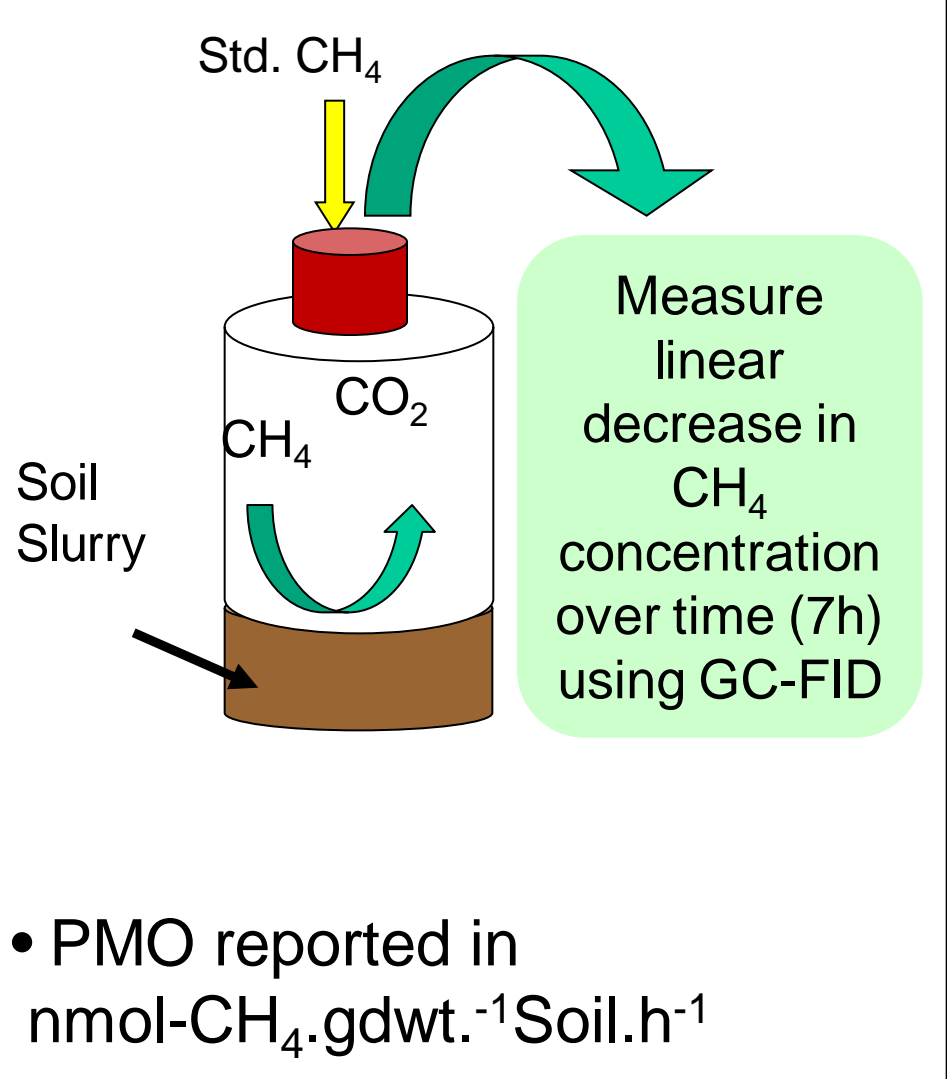 Std. CH₄
CO₂
CH₄
Soil
Slurry
Measure
linear
decrease in
CH₄
concentration
over time (7h)
using GC-FID
• PMO reported in
nmol-CH₄.gdwt.⁻¹Soil.h⁻¹